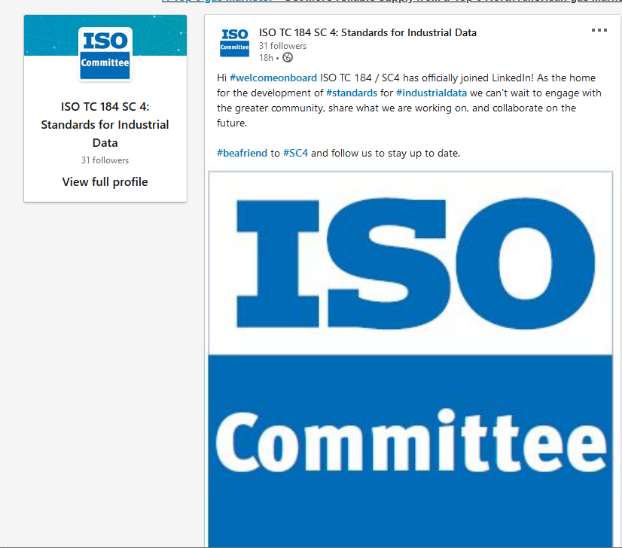 ISO
Committee
ISO TC 184 SC 4:
Standards for Industrial
Data
31 followers
View full profile
ISO
Committee
ISO TC 184 SC 4: Standards for Industrial Data
31 followers
18h •
Hi #welcomeonboard ISO TC 184 / SC4 has officially joined LinkedIn! As the home
for the development of #standards for #industrialdata we can't wait to engage with
the greater community, share what we are working on, and collaborate on the
future.
#beafriend to #SC4 and follow us to stay up to date.
ISO
Committee